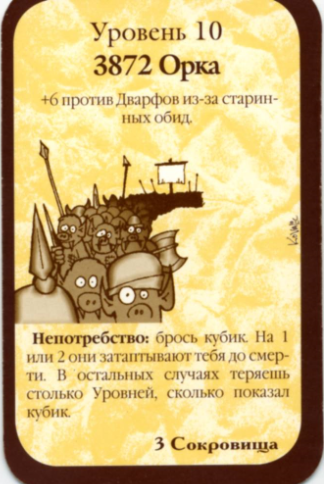 Уровень 10
3872 Орка
+6 против Дварфов из-за старин-
ных обид.
Непотребство: брось кубик. На 1
или 2 они затаптывают тебя до смер-
ти. В остальных случаях теряешь
столько Уровней, сколько показал
кубик.
3 Сокровища